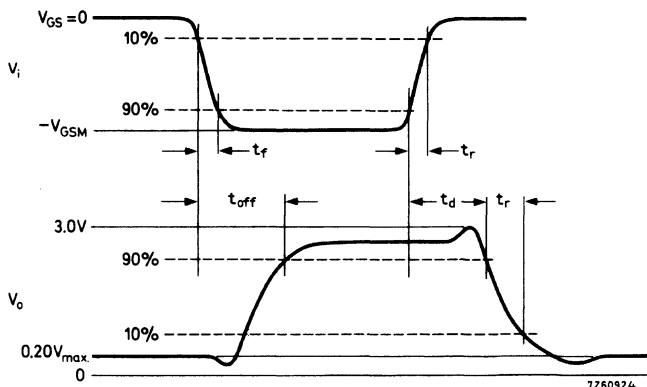 V_GS=0
10%
V_i
90%
-V_GSM
t_f
t_r
t_off
t_d
t_r
3.0V
90%
V_o
10%
0.20V_max.
0
7760924